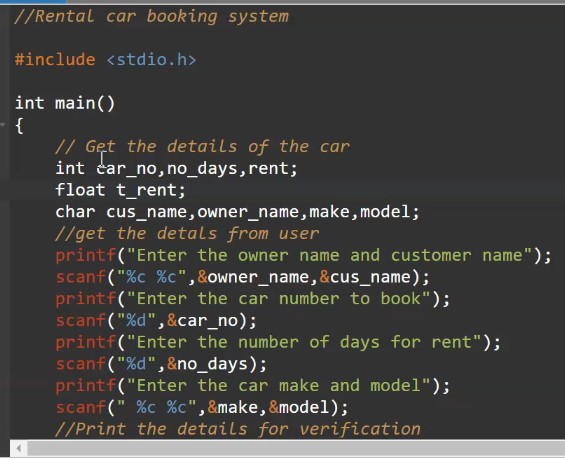 //Rental car booking system
#include <stdio.h>
int main()
{
// Get the details of the car
int car_no,no_days,rent;
float t_rent;
char cus_name,owner_name,make,model;
//get the detals from user
printf("Enter the owner name and customer name");
scanf("%c %c",&owner_name,&cus_name);
printf("Enter the car number to book");
scanf("%d",&car_no);
printf("Enter the number of days for rent");
scanf("%d",&no_days);
printf("Enter the car make and model");
scanf(" %c %c",&make,&model);
//Print the details for verification